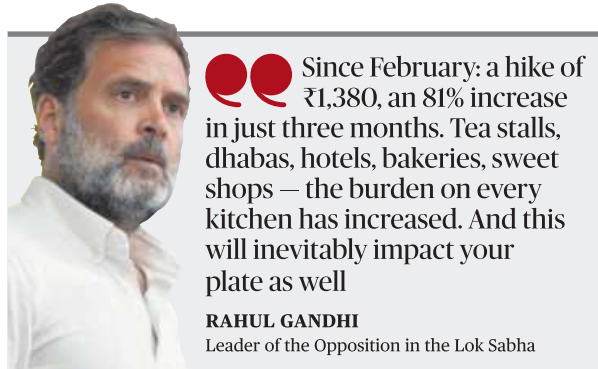 Since February: a hike of
₹1,380, an 81% increase
in just three months. Tea stalls,
dhabas, hotels, bakeries, sweet
shops — the burden on every
kitchen has increased. And this
will inevitably impact your
plate as well
RAHUL GANDHI
Leader of the Opposition in the Lok Sabha